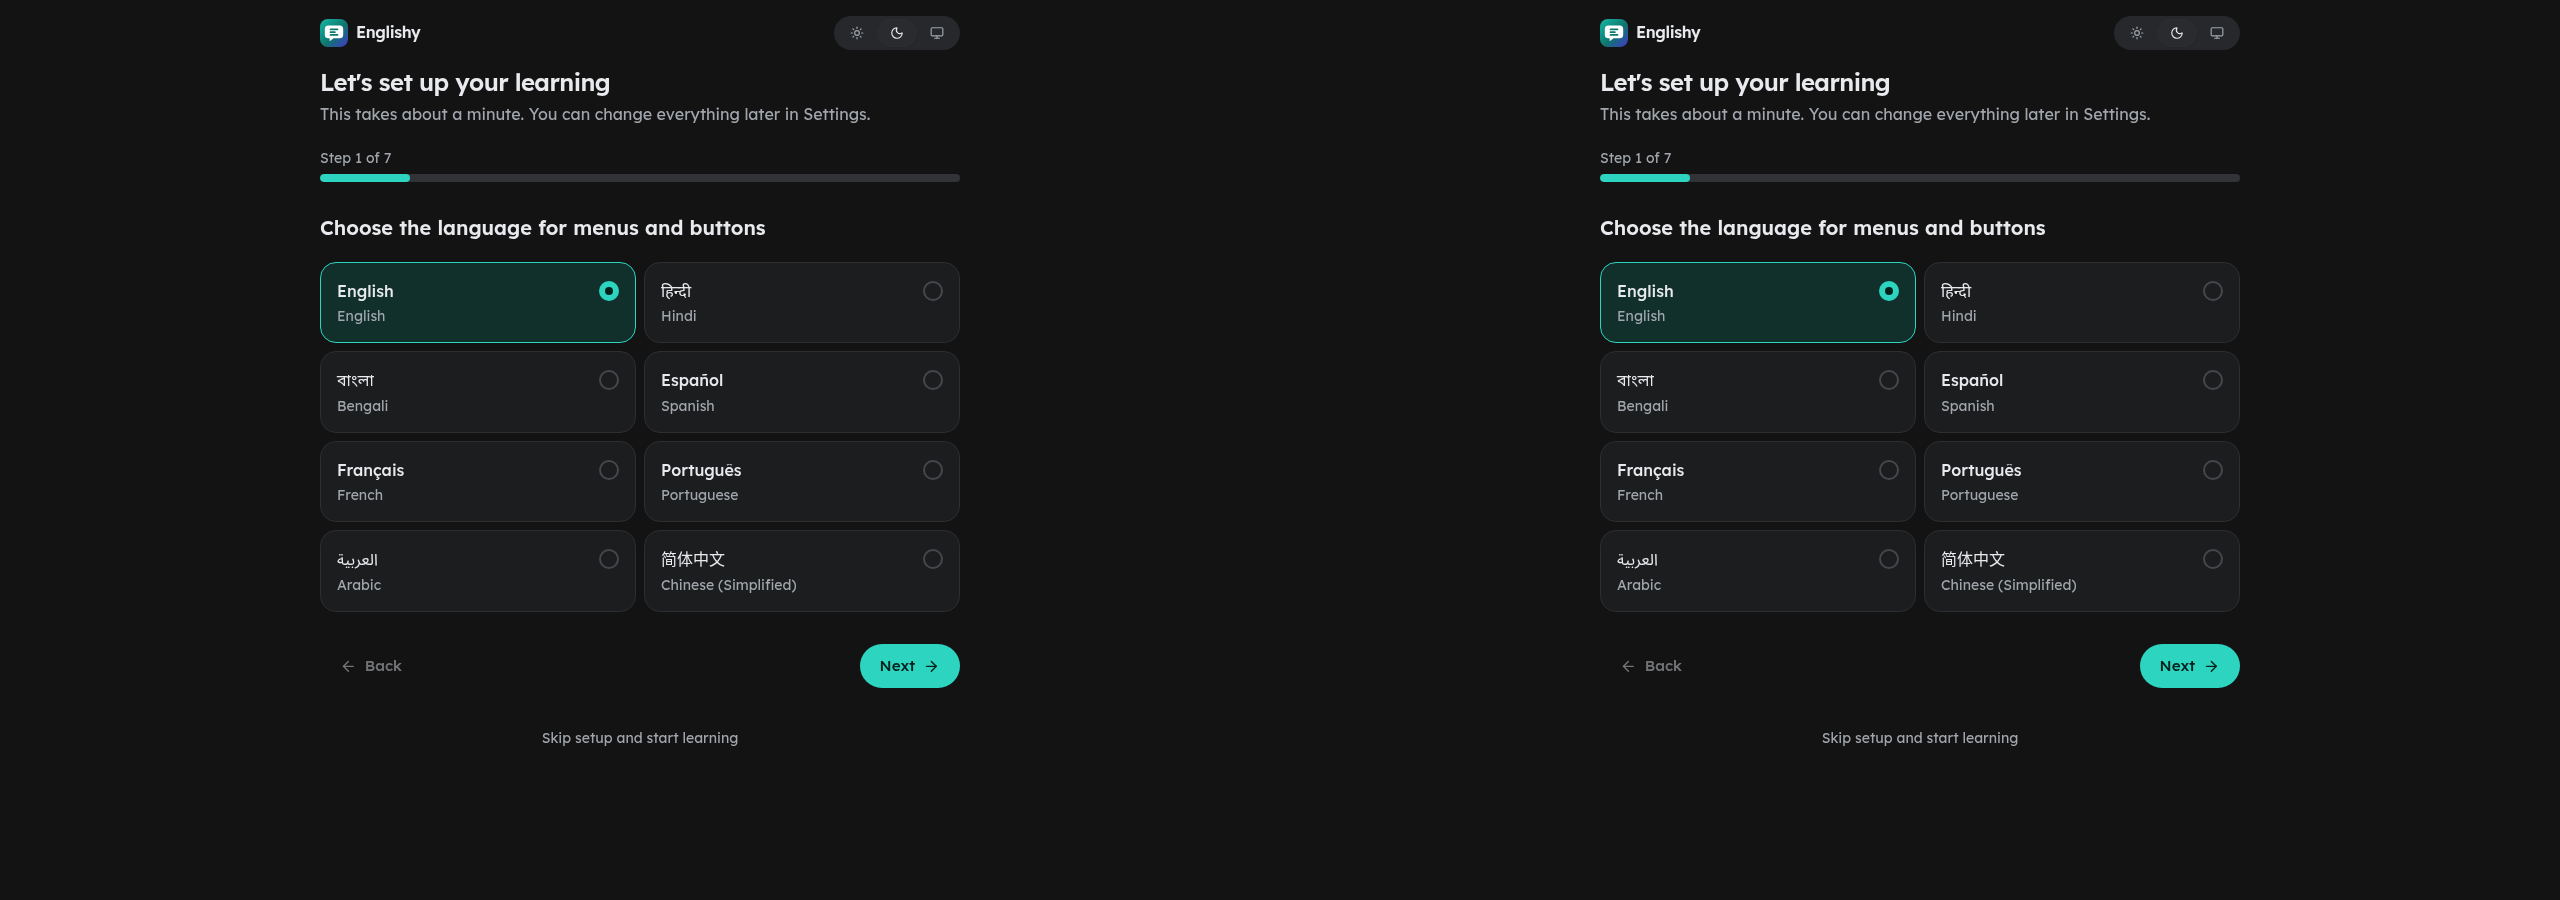 Englishy
Let's set up your learning
This takes about a minute. You can change everything later in Settings.
Step 1 of 7
Choose the language for menus and buttons
English
English
हिन्दी
Hindi
বাংলা
Bengali
Español
Spanish
Français
French
Português
Portuguese
العربية
Arabic
简体中文
Chinese (Simplified)
Back
Next
Skip setup and start learning
Englishy
Let's set up your learning
This takes about a minute. You can change everything later in Settings.
Step 1 of 7
Choose the language for menus and buttons
English
English
हिन्दी
Hindi
বাংলা
Bengali
Español
Spanish
Français
French
Português
Portuguese
العربية
Arabic
简体中文
Chinese (Simplified)
Back
Next
Skip setup and start learning